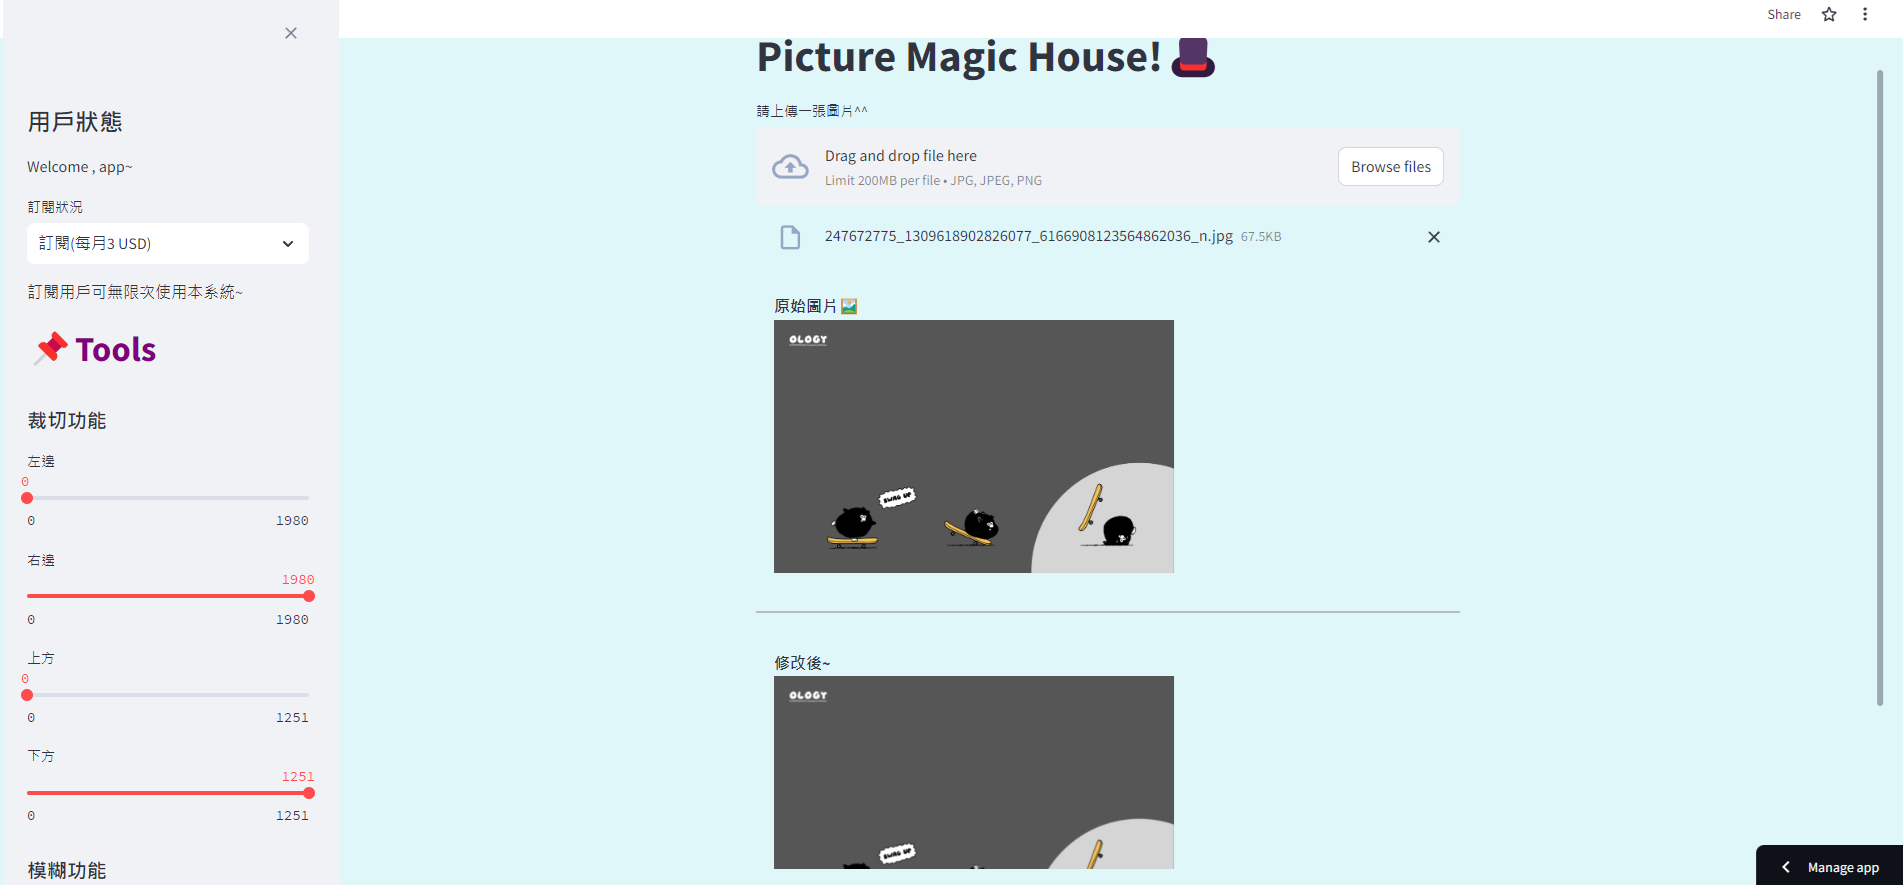 Share
Picture Magic House!
請上傳一張圖片^^
Drag and drop file here
Limit 200MB per file • JPG, JPEG, PNG
Browse files
247672775_1309618902826077_6166908123564862036_n.jpg 67.5KB
原始圖片
OLOGY
SWAG UP
修改後~
OLOGY
SWAG UP
用戶狀態
Welcome , app~
訂閱狀況
訂閱(每月3 USD)
訂閱用戶可無限次使用本系統~
Tools
裁切功能
左邊
0
0 1980
右邊
1980
0 1980
上方
0
0 1251
下方
1251
0 1251
模糊功能
Manage app